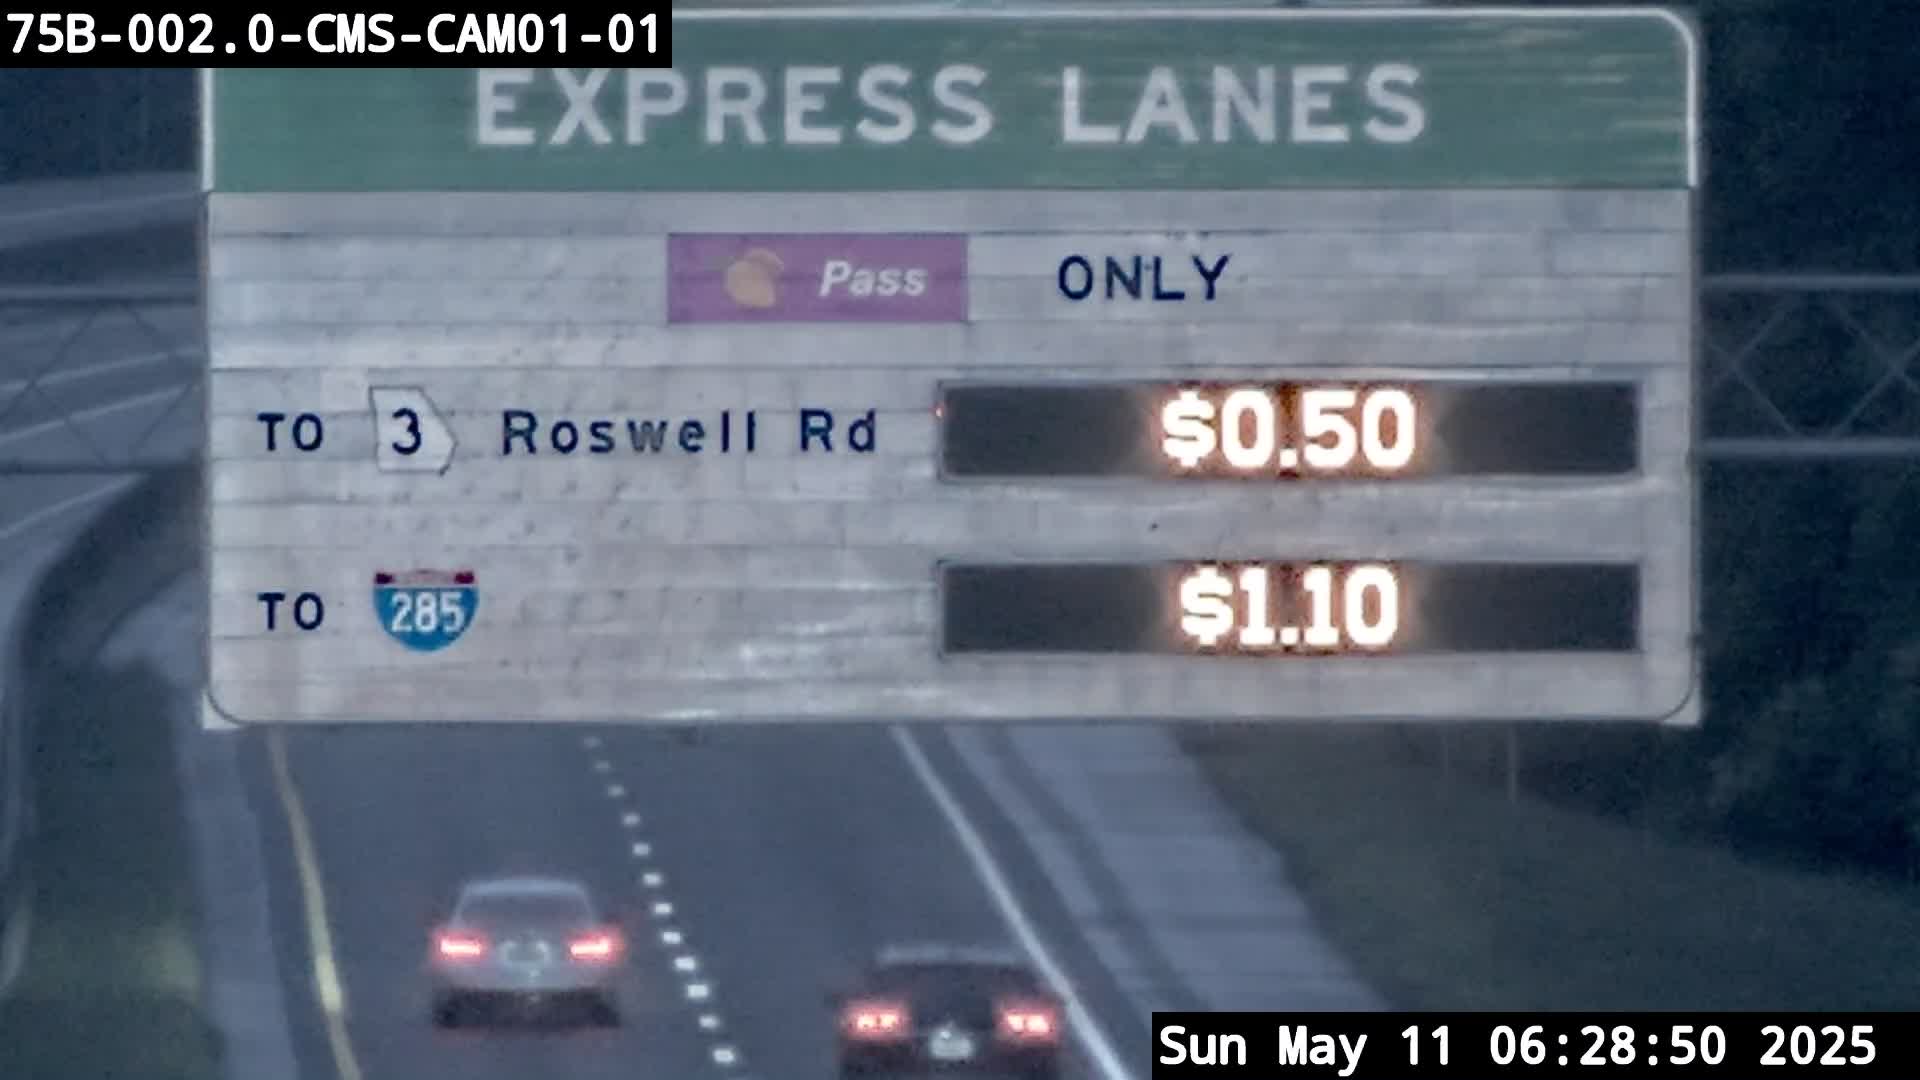 75B-002.0-CMS-CAM01-01
EXPRESS LANES
Pass ONLY
TO 3 Roswell Rd $0.50
TO 285 $1.10
Sun May 11 06:28:50 2025